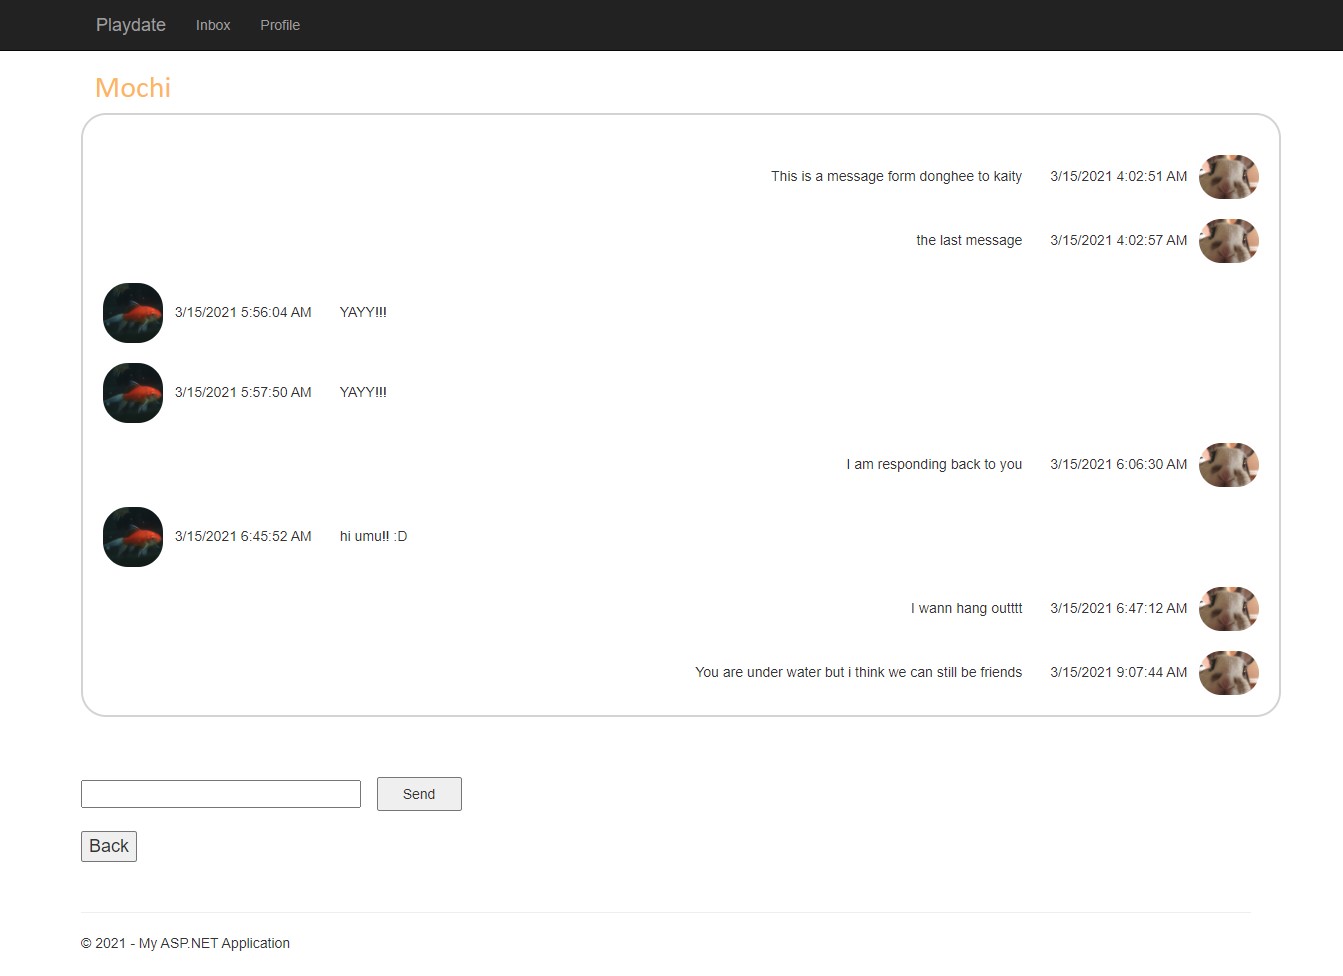 Playdate Inbox Profile
Mochi
This is a message form donghee to kaity 3/15/2021 4:02:51 AM
the last message 3/15/2021 4:02:57 AM
3/15/2021 5:56:04 AM YAYY!!!
3/15/2021 5:57:50 AM YAYY!!!
I am responding back to you 3/15/2021 6:06:30 AM
3/15/2021 6:45:52 AM hi umu!! :D
I wann hang outttt 3/15/2021 6:47:12 AM
You are under water but i think we can still be friends 3/15/2021 9:07:44 AM
Send
Back
© 2021 - My ASP.NET Application